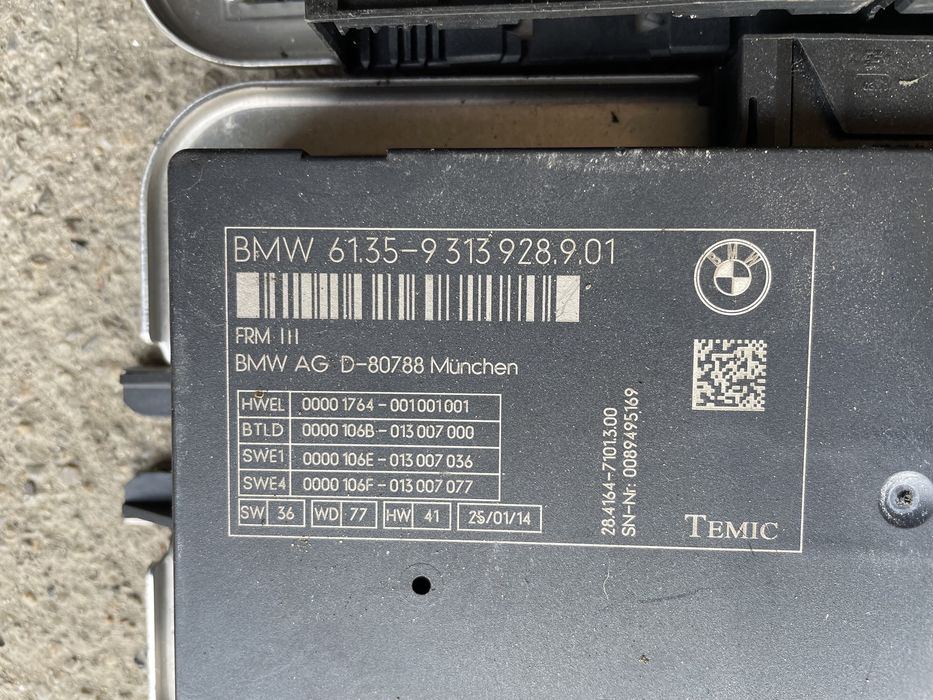 BMW 61.35-9 313 928.9.01
BMW
FRM III
BMW AG D-80788 München
HWEL 0000 1764-001001001
BTLD 0000 106B-013 007 000
SWE1 0000 106E-013 007 036
SWE4 0000 106F-013 007 077
SW 36 WD 77 HW 41 25/01/14
28.4164-71013.00
SN-Nr: 0089495169
TEMIC